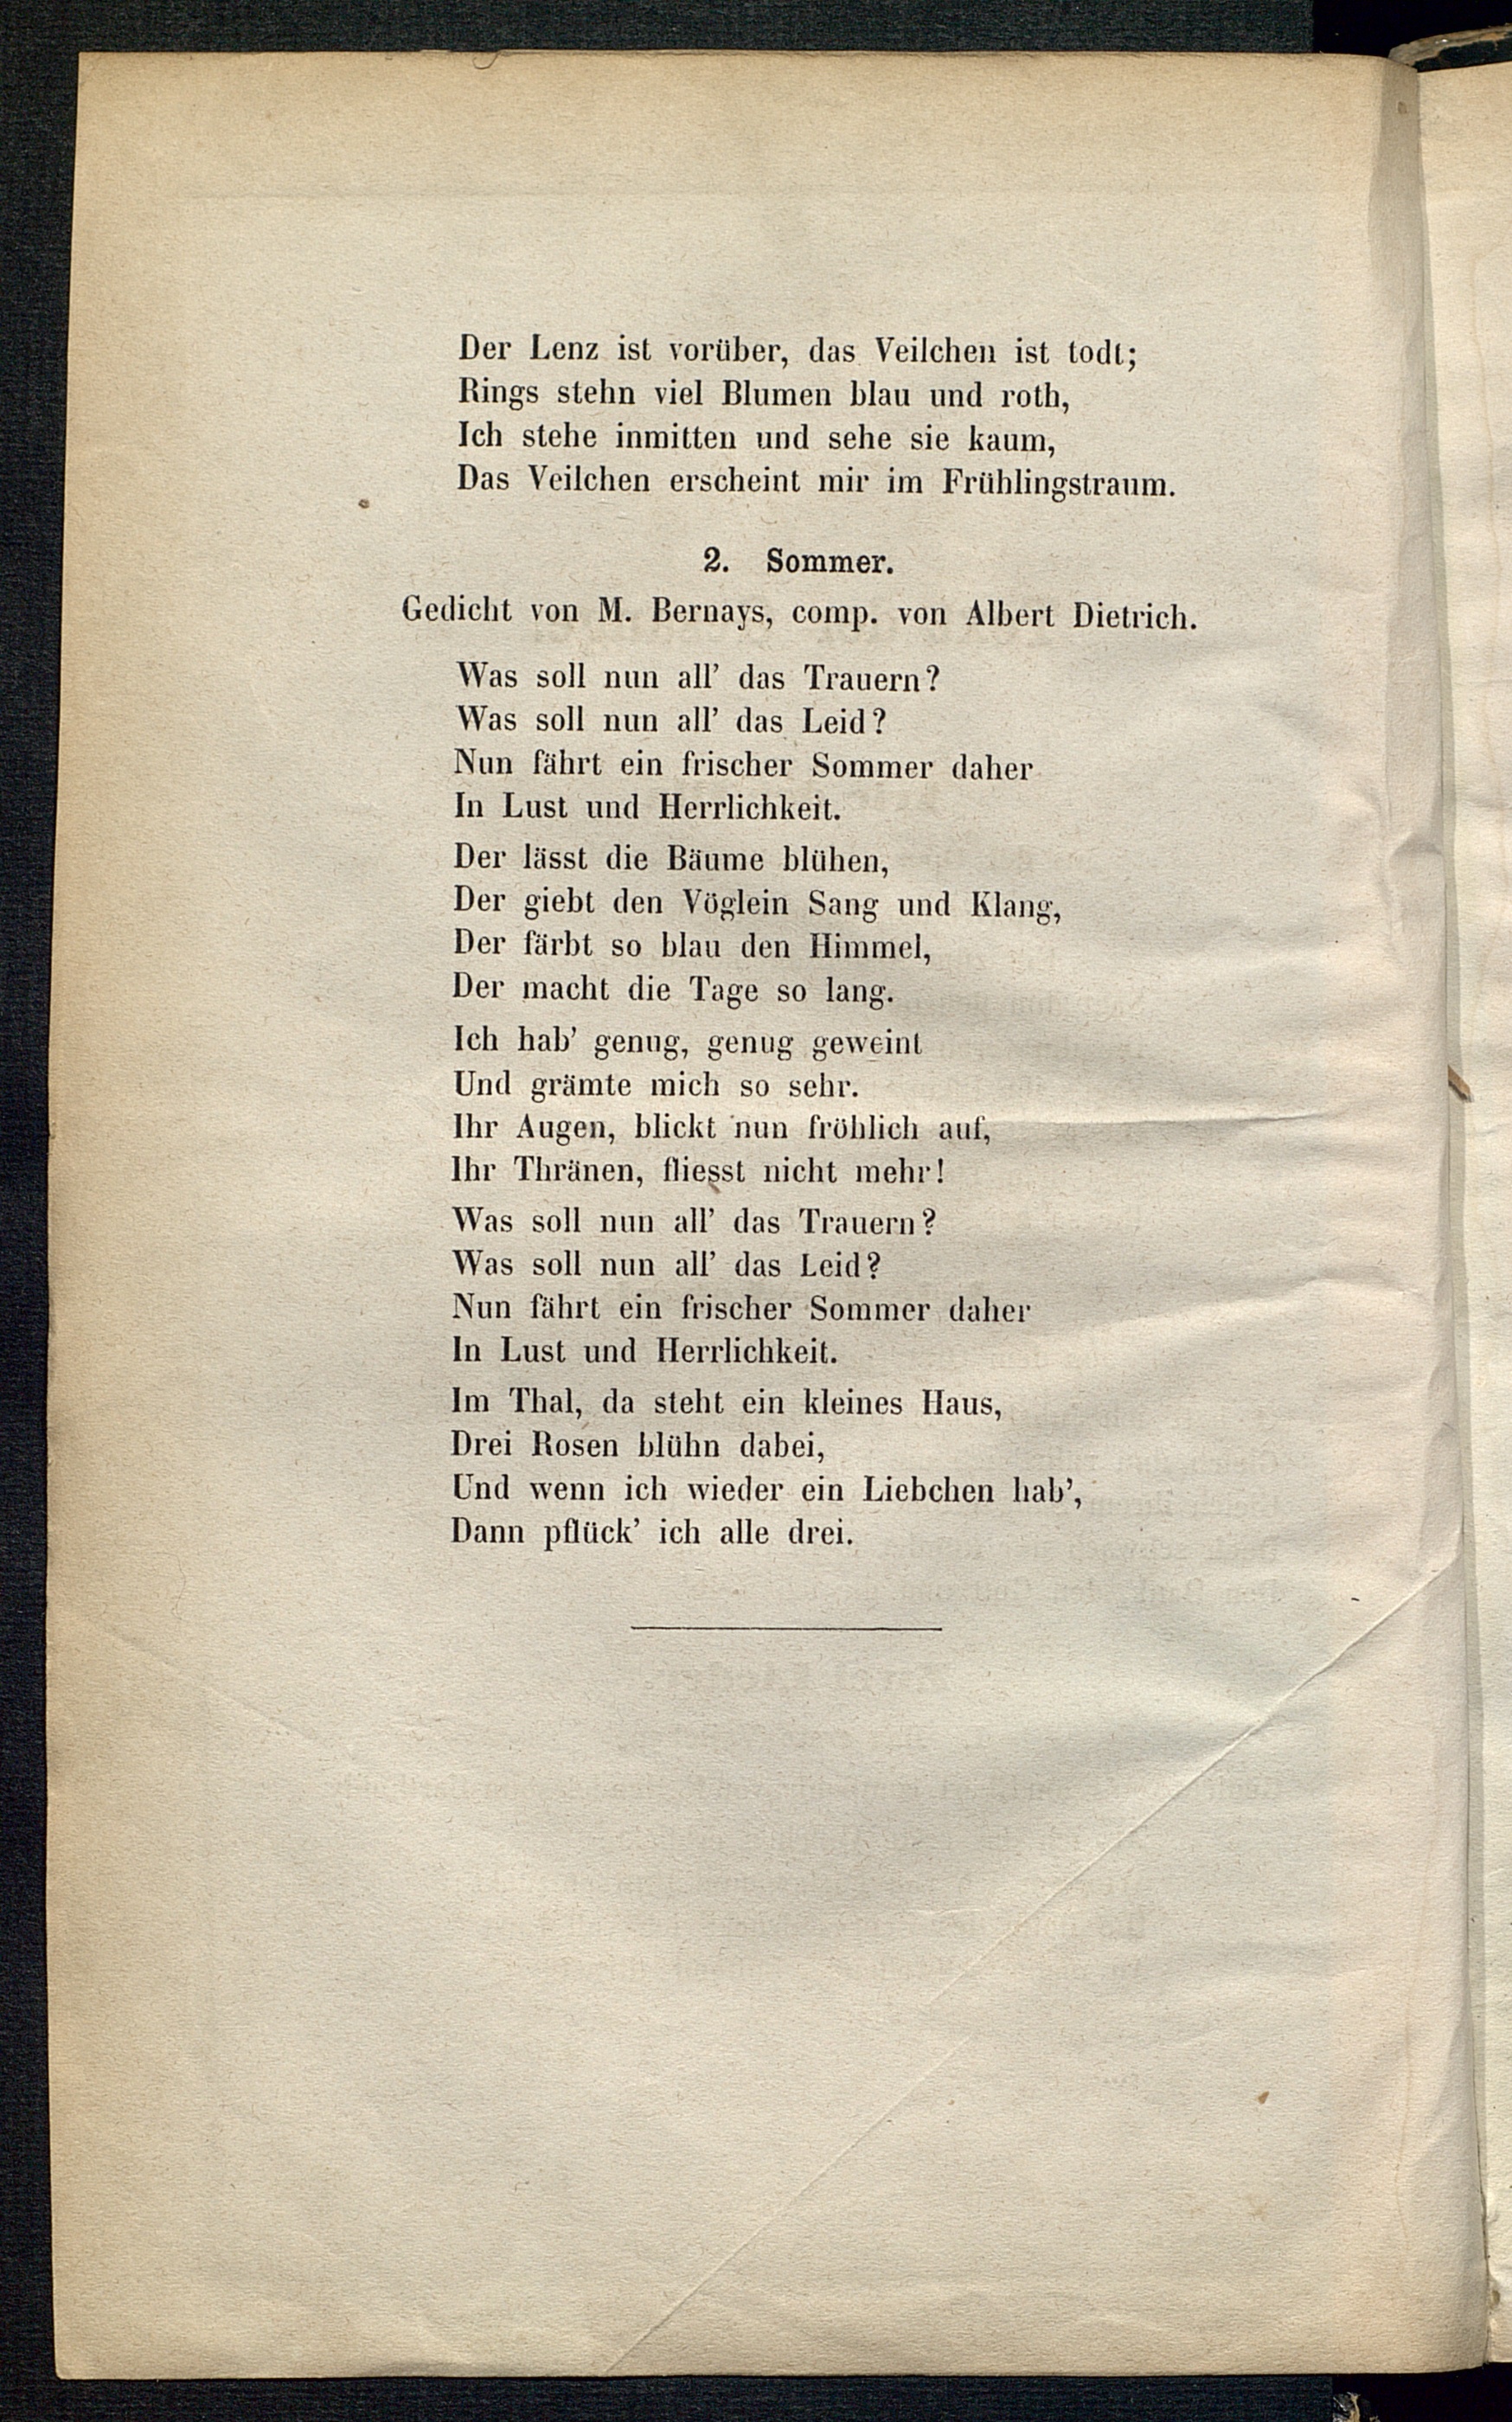 Der Lenz ist vorüber, das Veilchen ist todt;
Rings stehn viel Blumen blau und roth,
Ich stehe inmitten und sehe sie kaum,
Das Veilchen erscheint mir im Frühlingstraum.
2. Sommer.
Gedicht von M. Bernays, comp. von Albert Dietrich.
Was soll nun all' das Trauern?
Was soll nun all' das Leid?
Nun fährt ein frischer Sommer daher
In Lust und Herrlichkeit.
Der lässt die Bäume blühen,
Der giebt den Vöglein Sang und Klang,
Der färbt so blau den Himmel,
Der macht die Tage so lang.
Ich hab' genug, genug geweint
Und grämte mich so sehr.
Ihr Augen, blickt nun fröhlich auf,
Ihr Thränen, fliesst nicht mehr!
Was soll nun all' das Trauern?
Was soll nun all' das Leid?
Nun fährt ein frischer Sommer daher
In Lust und Herrlichkeit.
Im Thal, da steht ein kleines Haus,
Drei Rosen blühn dabei,
Und wenn ich wieder ein Liebchen hab',
Dann pflück' ich alle drei.